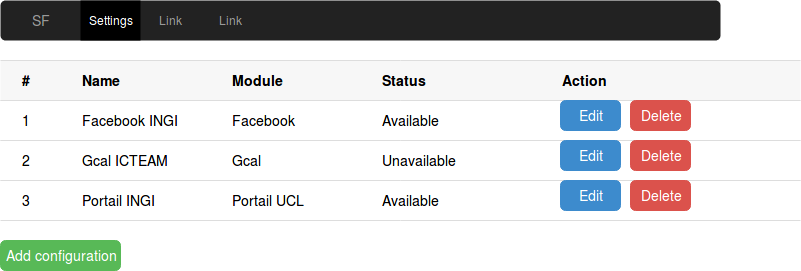 SF Settings Link Link
# Name Module Status Action
1 Facebook INGI Facebook Available Edit Delete
2 Gcal ICTEAM Gcal Unavailable Edit Delete
3 Portail INGI Portail UCL Available Edit Delete
Add configuration